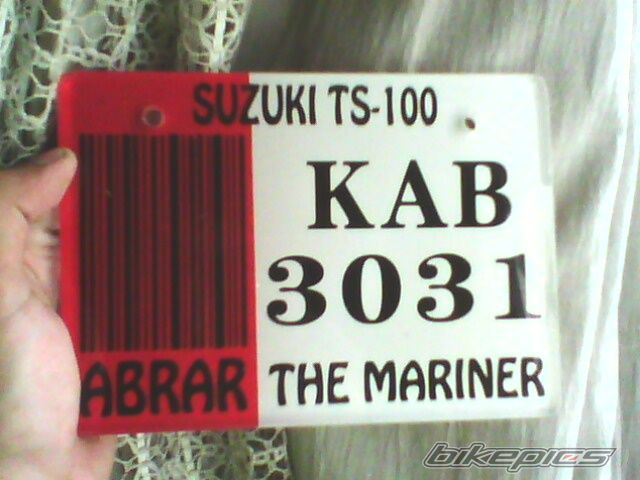 SUZUKI TS-100
KAB
3031
ABRAR THE MARINER
bikepics